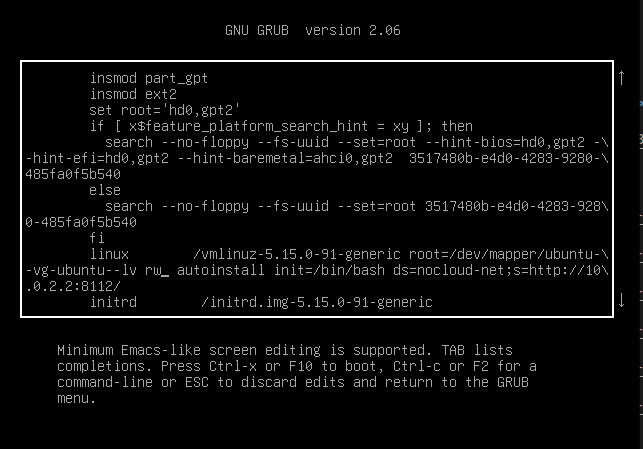 GNU GRUB  version 2.06
insmod part_gpt
insmod ext2
set root='hd0,gpt2'
if [ x$feature_platform_search_hint = xy ]; then
search --no-floppy --fs-uuid --set=root --hint-bios=hd0,gpt2 -\
-hint-efi=hd0,gpt2 --hint-baremetal=ahci0,gpt2  3517480b-e4d0-4283-9280-\
485fa0f5b540
else
search --no-floppy --fs-uuid --set=root 3517480b-e4d0-4283-928\
0-485fa0f5b540
fi
linux        /vmlinuz-5.15.0-91-generic root=/dev/mapper/ubuntu-\
-vg-ubuntu--lv rw_ autoinstall init=/bin/bash ds=nocloud-net;s=http://10\
.0.2.2:8112/
initrd        /initrd.img-5.15.0-91-generic
Minimum Emacs-like screen editing is supported. TAB lists
completions. Press Ctrl-x or F10 to boot, Ctrl-c or F2 for a
command-line or ESC to discard edits and return to the GRUB
menu.